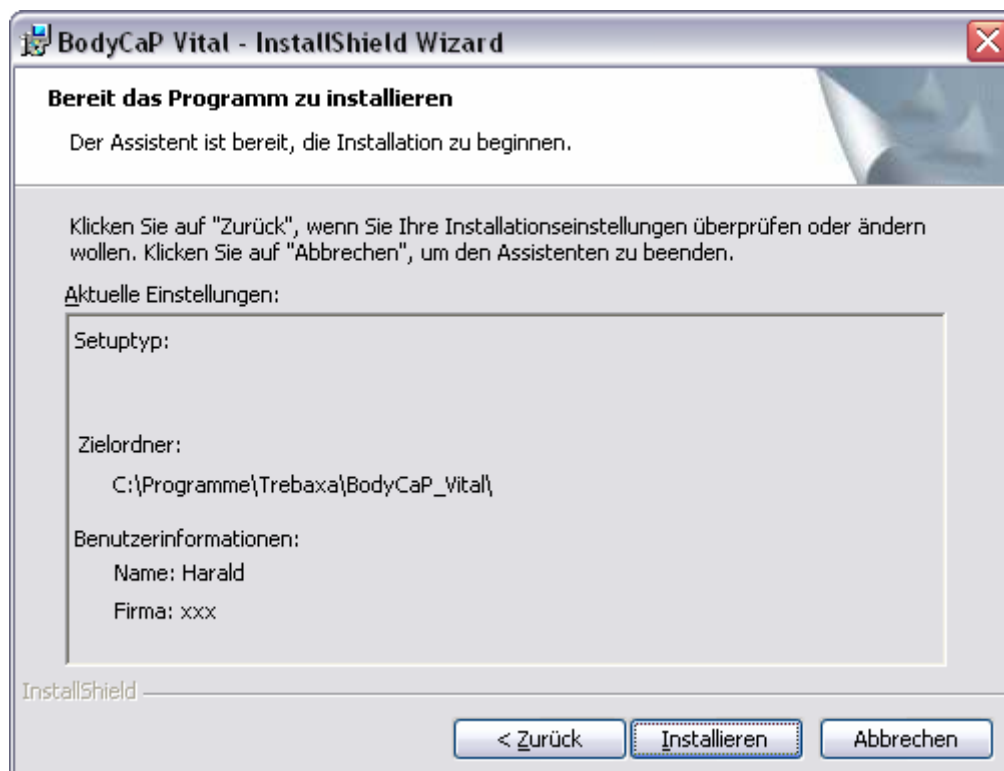 BodyCaP Vital - InstallShield Wizard
Bereit das Programm zu installieren
Der Assistent ist bereit, die Installation zu beginnen.
Klicken Sie auf "Zurück", wenn Sie Ihre Installationseinstellungen überprüfen oder ändern
wollen. Klicken Sie auf "Abbrechen", um den Assistenten zu beenden.
Aktuelle Einstellungen:
Setuptyp:
Zielordner:
C:\Programme\Trebaxa\BodyCaP_Vital\
Benutzerinformationen:
Name: Harald
Firma: xxx
InstallShield
< Zurück Installieren Abbrechen